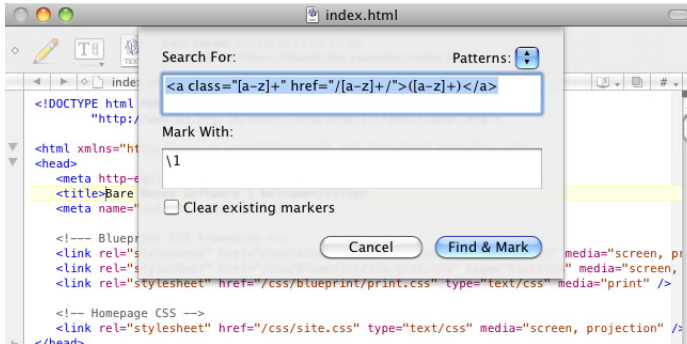 index.html
Search For:
Patterns:
<a class="[a-z]+" href="/[a-z]+/">([a-z]+)</a>
Mark With:
\1
Clear existing markers
Cancel
Find & Mark
index
#
<!DOCTYPE html
"http:/
<html xmlns="ht
<head>
<meta http-e
<title>Bare
<meta name=
<!--- Bluepr
<link rel="s media="screen, pr
<link rel="s " media="screen,
<link rel="stylesheet" href="/css/blueprint/print.css" type="text/css" media="print" />
<!-- Homepage CSS -->
<link rel="stylesheet" href="/css/site.css" type="text/css" media="screen, projection" />
</head>